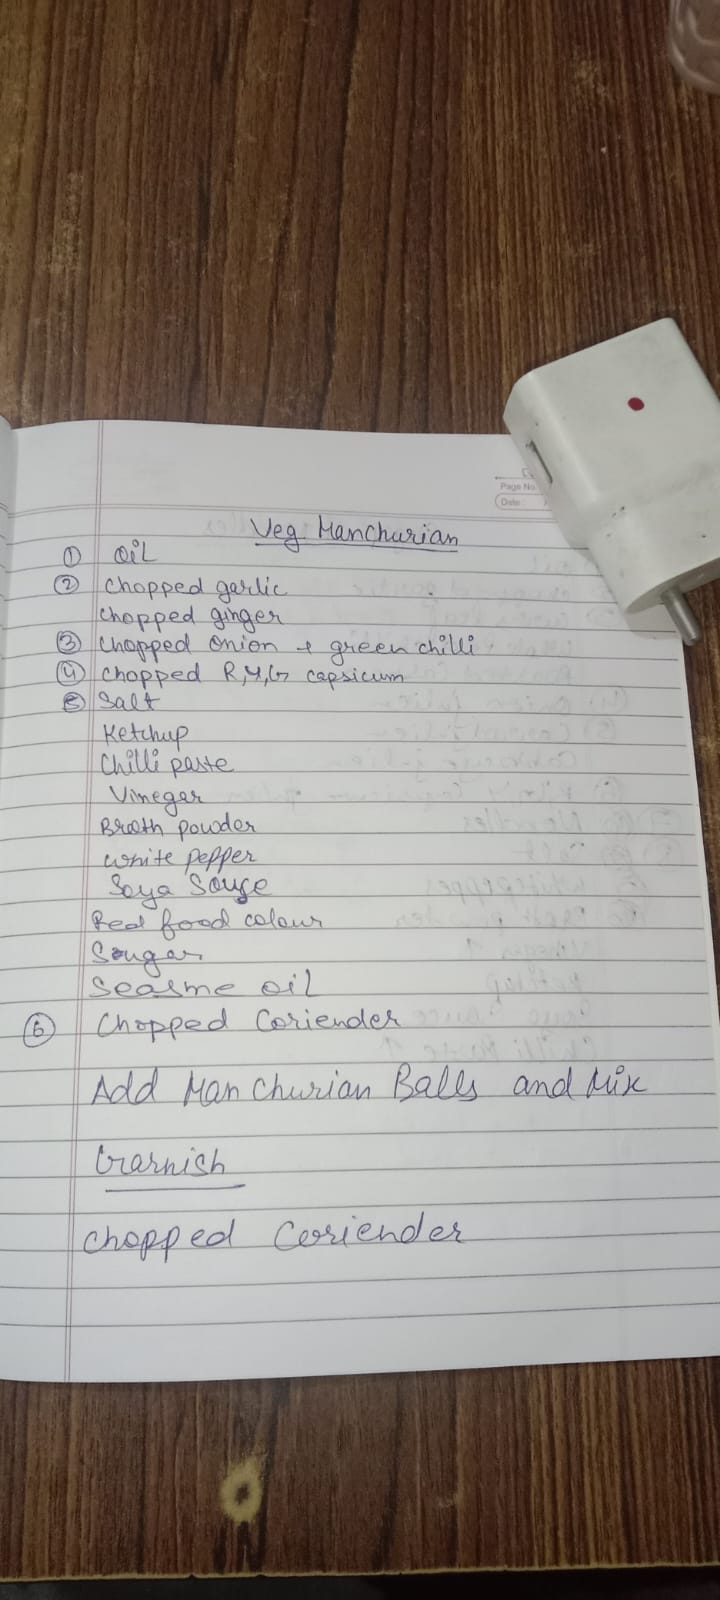 Page No.
Date:
Veg. Manchurian
① Oil
② Chopped garlic
Chopped ginger
③ Chopped onion + green chilli
④ Chopped R,Y,G capsicum
⑤ Salt
Ketchup
Chilli paste
Vineger
Broth powder
white pepper
Soya Souce
Red food colour
Sugar
Seasme oil
⑥ Chopped Coriender
Add Manchurian Balls and Mix
Garnish
Chopped Coriender